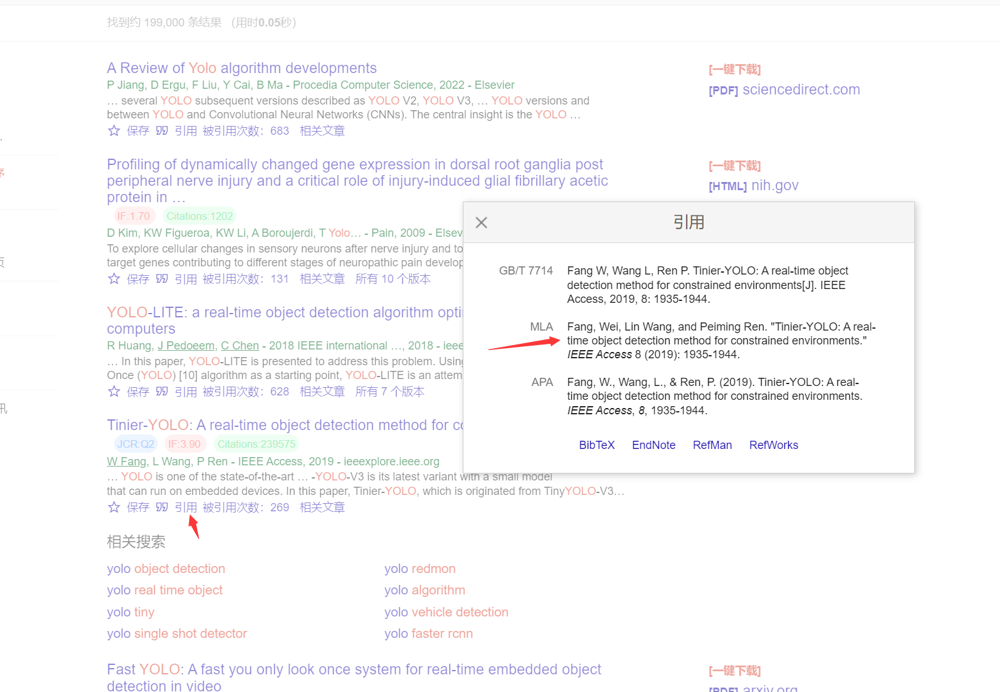 找到约 199,000 条结果 （用时0.05秒）
A Review of Yolo algorithm developments
P Jiang, D Ergu, F Liu, Y Cai, B Ma - Procedia Computer Science, 2022 - Elsevier
… several YOLO subsequent versions described as YOLO V2, YOLO V3, … YOLO versions and
between YOLO and Convolutional Neural Networks (CNNs). The central insight is the YOLO …
保存 引用 被引用次数：683 相关文章
[一键下载]
[PDF] sciencedirect.com
Profiling of dynamically changed gene expression in dorsal root ganglia post
peripheral nerve injury and a critical role of injury-induced glial fibrillary acetic
protein in …
IF:1.70 Citations:1202
D Kim, KW Figueroa, KW Li, A Boroujerdi, T Yolo… - Pain, 2009 - Elsev
To explore cellular changes in sensory neurons after nerve injury and to
target genes contributing to different stages of neuropathic pain develop
保存 引用 被引用次数：131 相关文章 所有 10 个版本
[一键下载]
[HTML] nih.gov
YOLO-LITE: a real-time object detection algorithm opti
computers
R Huang, J Pedoeem, C Chen - 2018 IEEE international …, 2018 - ieee
… In this paper, YOLO-LITE is presented to address this problem. Using
Once (YOLO) [10] algorithm as a starting point, YOLO-LITE is an attem
保存 引用 被引用次数：628 相关文章 所有 7 个版本
Tinier-YOLO: A real-time object detection method for co
JCR:Q2 IF:3.90 Citations:239575
W Fang, L Wang, P Ren - IEEE Access, 2019 - ieeexplore.ieee.org
… YOLO is one of the state-of-the-art … -YOLO-V3 is its latest variant with a small model
that can run on embedded devices. In this paper, Tinier-YOLO, which is originated from TinyYOLO-V3…
保存 引用 被引用次数：269 相关文章
引用
GB/T 7714
Fang W, Wang L, Ren P. Tinier-YOLO: A real-time object
detection method for constrained environments[J]. IEEE
Access, 2019, 8: 1935-1944.
MLA
Fang, Wei, Lin Wang, and Peiming Ren. "Tinier-YOLO: A real-
time object detection method for constrained environments."
IEEE Access 8 (2019): 1935-1944.
APA
Fang, W., Wang, L., & Ren, P. (2019). Tinier-YOLO: A real-
time object detection method for constrained environments.
IEEE Access, 8, 1935-1944.
BibTeX EndNote RefMan RefWorks
相关搜索
yolo object detection
yolo redmon
yolo real time object
yolo algorithm
yolo tiny
yolo vehicle detection
yolo single shot detector
yolo faster rcnn
Fast YOLO: A fast you only look once system for real-time embedded object
detection in video
[一键下载]
[PDF] arxiv.org